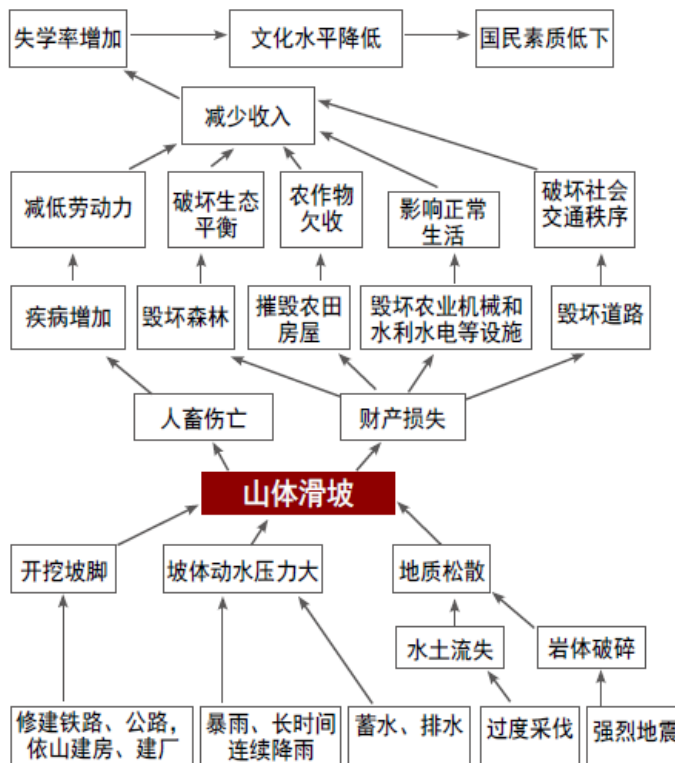 失学率增加
文化水平降低
国民素质低下
减少收入
减低劳动力
破坏生态
平衡
农作物
欠收
影响正常
生活
破坏社会
交通秩序
疾病增加
毁坏森林
摧毁农田
房屋
毁坏农业机械和
水利水电等设施
毁坏道路
人畜伤亡
财产损失
山体滑坡
开挖坡脚
坡体动水压力大
地质松散
水土流失
岩体破碎
修建铁路、公路，
依山建房、建厂
暴雨、长时间
连续降雨
蓄水、排水
过度采伐
强烈地震